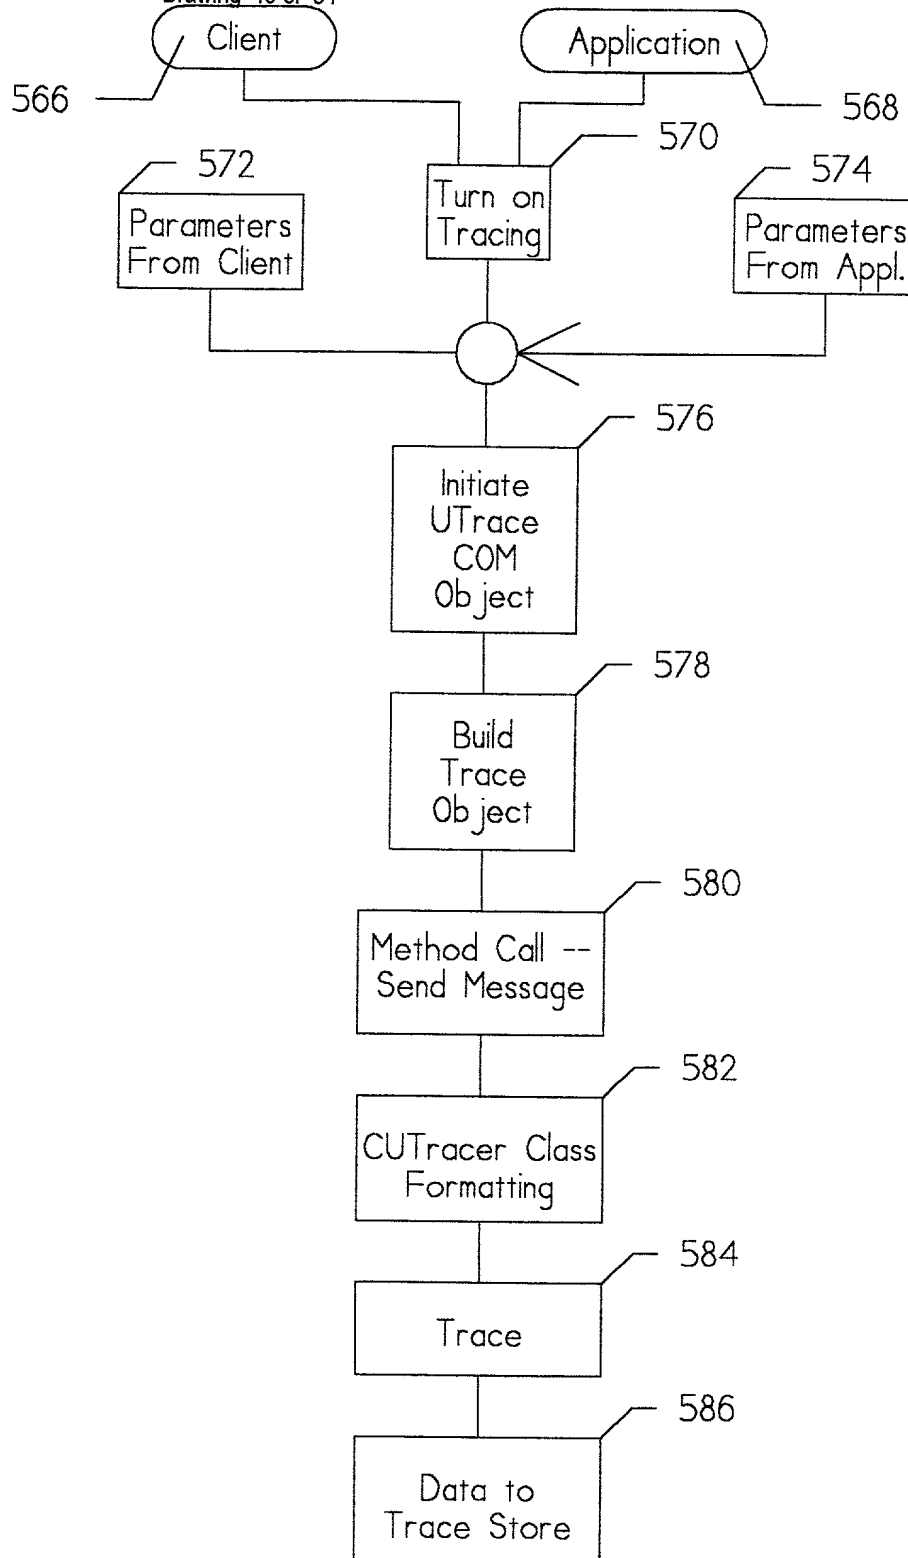 Client
Application
566
568
570
572
574
Turn on
Tracing
Parameters
From Client
Parameters
From Appl.
576
Initiate
UTrace
COM
Object
578
Build
Trace
Object
580
Method Call --
Send Message
582
CUTracer Class
Formatting
584
Trace
586
Data to
Trace Store